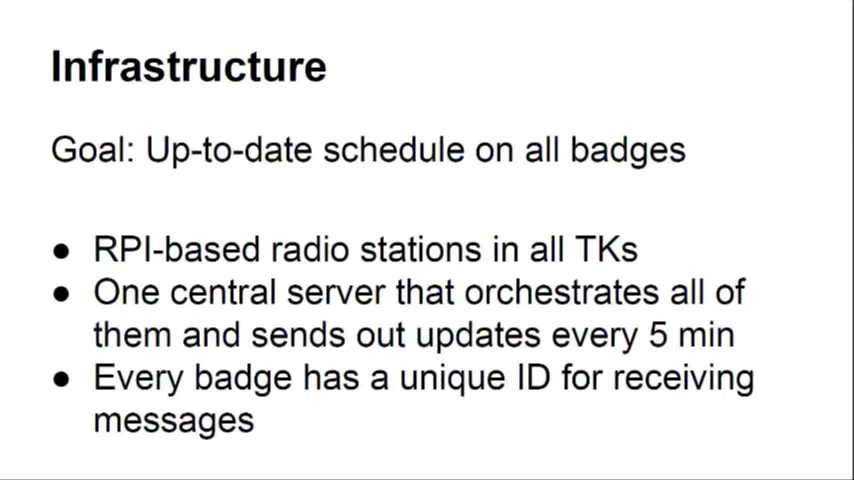 Infrastructure
Goal: Up-to-date schedule on all badges
● RPI-based radio stations in all TKs
● One central server that orchestrates all of
them and sends out updates every 5 min
● Every badge has a unique ID for receiving
messages